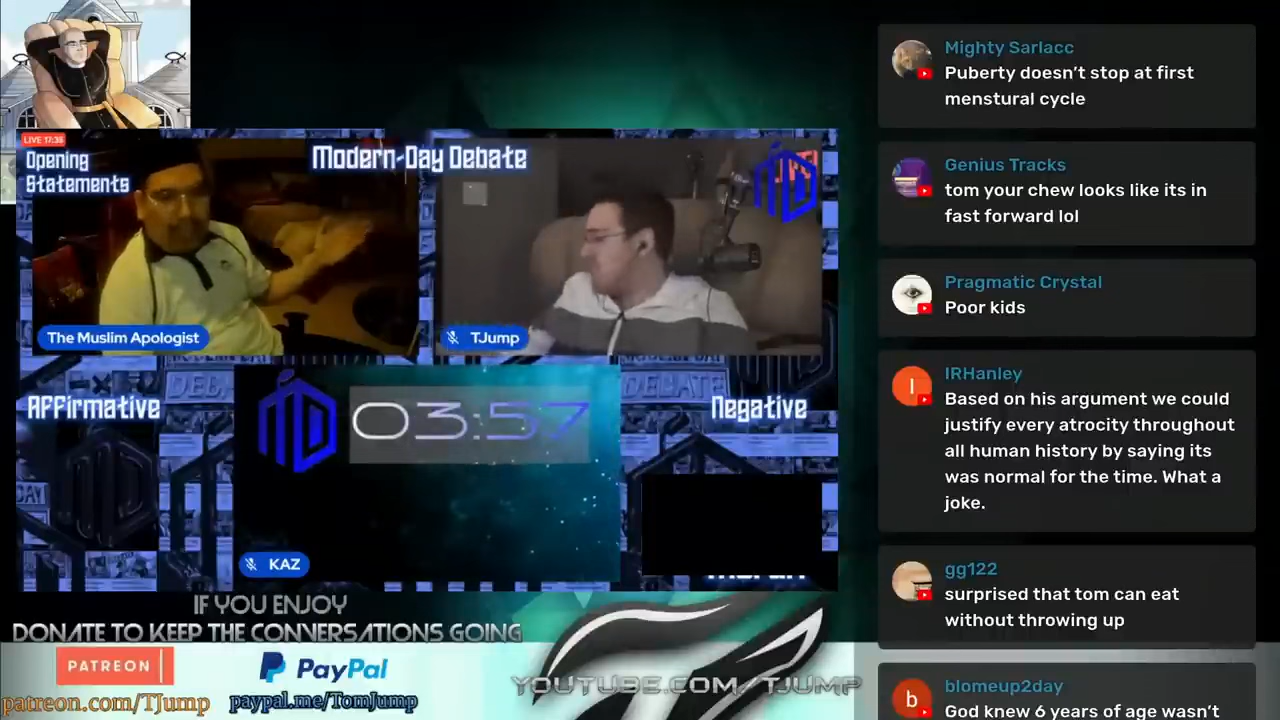 LIVE 17:35
Opening
Statements
Modern-Day Debate
The Muslim Apologist
TJump
Affirmative
Negative
03:57
KAZ
IF YOU ENJOY
DONATE TO KEEP THE CONVERSATIONS GOING
PATREON
PayPal
patreon.com/TJump
paypal.me/TomJump
YOUTUBE.COM/TJUMP
Mighty Sarlacc
Puberty doesn’t stop at first
menstural cycle
Genius Tracks
tom your chew looks like its in
fast forward lol
Pragmatic Crystal
Poor kids
IRHanley
Based on his argument we could
justify every atrocity throughout
all human history by saying its
was normal for the time. What a
joke.
gg122
surprised that tom can eat
without throwing up
blomeup2day
God knew 6 years of age wasn’t